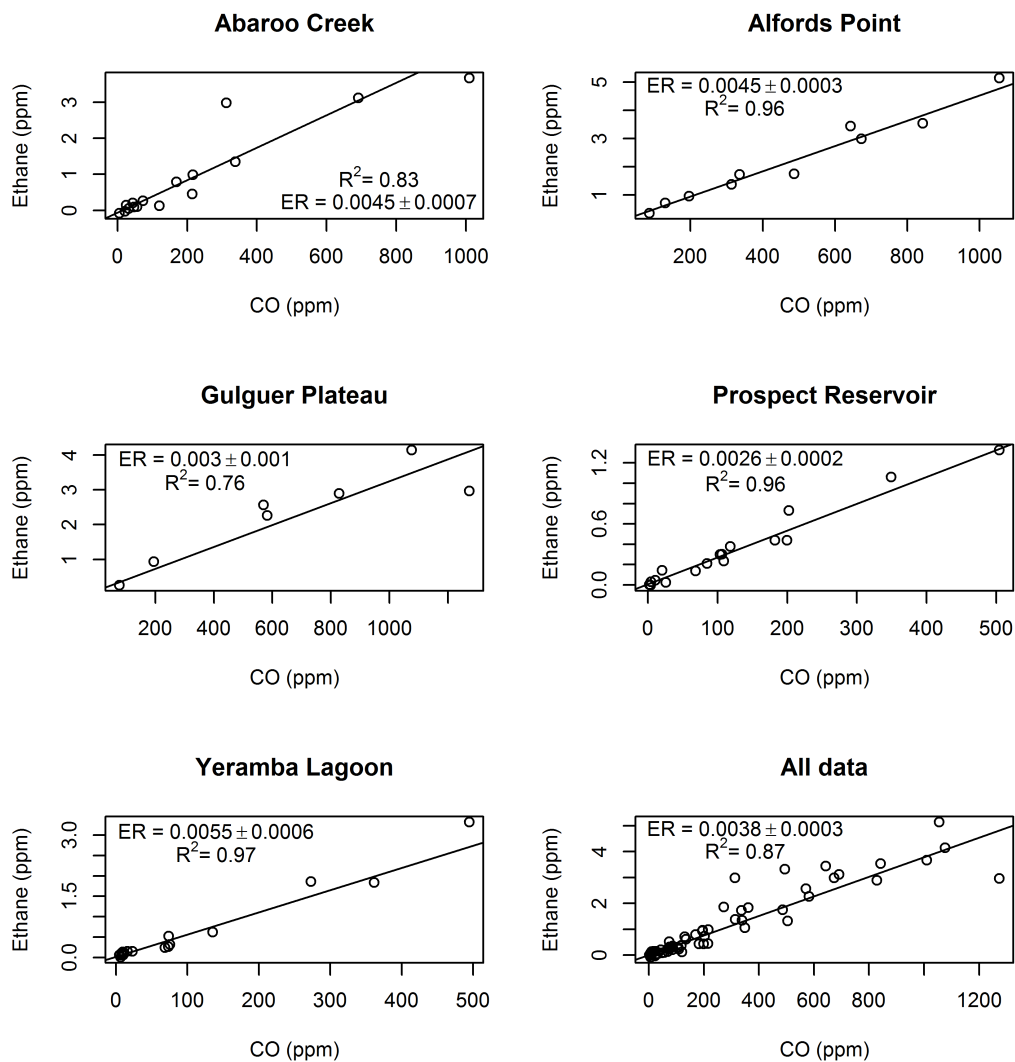 Abaroo Creek
Ethane (ppm)
0 1 2 3
R2= 0.83
ER = 0.0045 ± 0.0007
0 200 400 600 800 1000
CO (ppm)
Alfords Point
Ethane (ppm)
1 3 5
ER = 0.0045 ± 0.0003
R2= 0.96
200 400 600 800 1000
CO (ppm)
Gulguer Plateau
Ethane (ppm)
1 2 3 4
ER = 0.003 ± 0.001
R2= 0.76
200 400 600 800 1000
CO (ppm)
Prospect Reservoir
Ethane (ppm)
0.0 0.6 1.2
ER = 0.0026 ± 0.0002
R2= 0.96
0 100 200 300 400 500
CO (ppm)
Yeramba Lagoon
Ethane (ppm)
0.0 1.5 3.0
ER = 0.0055 ± 0.0006
R2= 0.97
0 100 200 300 400 500
CO (ppm)
All data
Ethane (ppm)
0 2 4
ER = 0.0038 ± 0.0003
R2= 0.87
0 200 400 600 800 1200
CO (ppm)